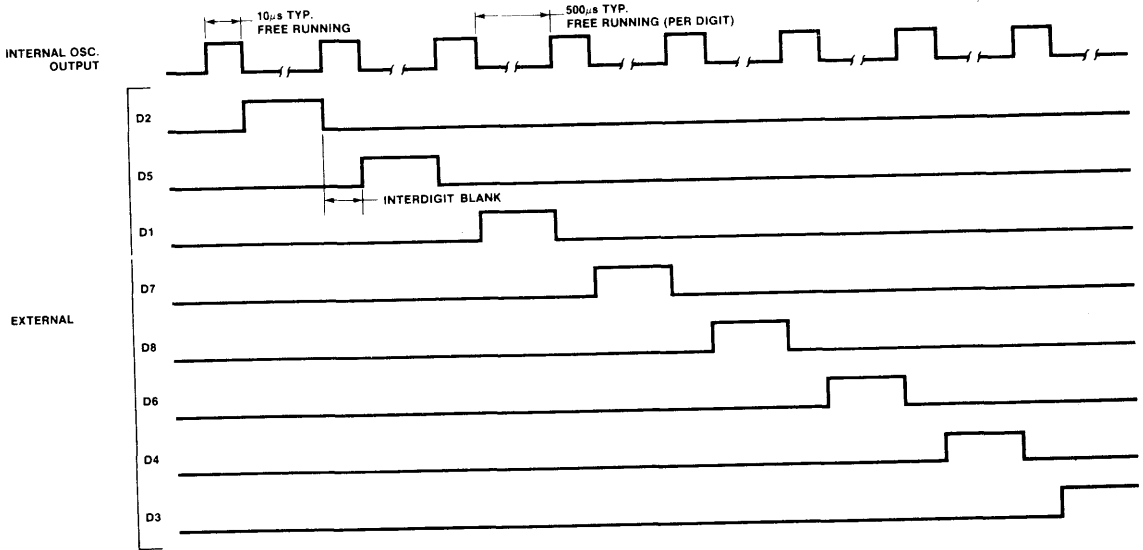 10µs TYP.
FREE RUNNING
500µs TYP.
FREE RUNNING (PER DIGIT)
INTERNAL OSC.
OUTPUT
D2
D5
INTERDIGIT BLANK
D1
D7
EXTERNAL
D8
D6
D4
D3